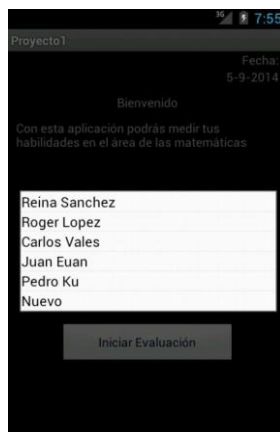 3G 7:55
Proyecto1
Fecha:
5-9-2014
Bienvenido
Con esta aplicación podrás medir tus
habilidades en el área de las matemáticas
Reina Sanchez
Roger Lopez
Carlos Vales
Juan Euan
Pedro Ku
Nuevo
Iniciar Evaluación